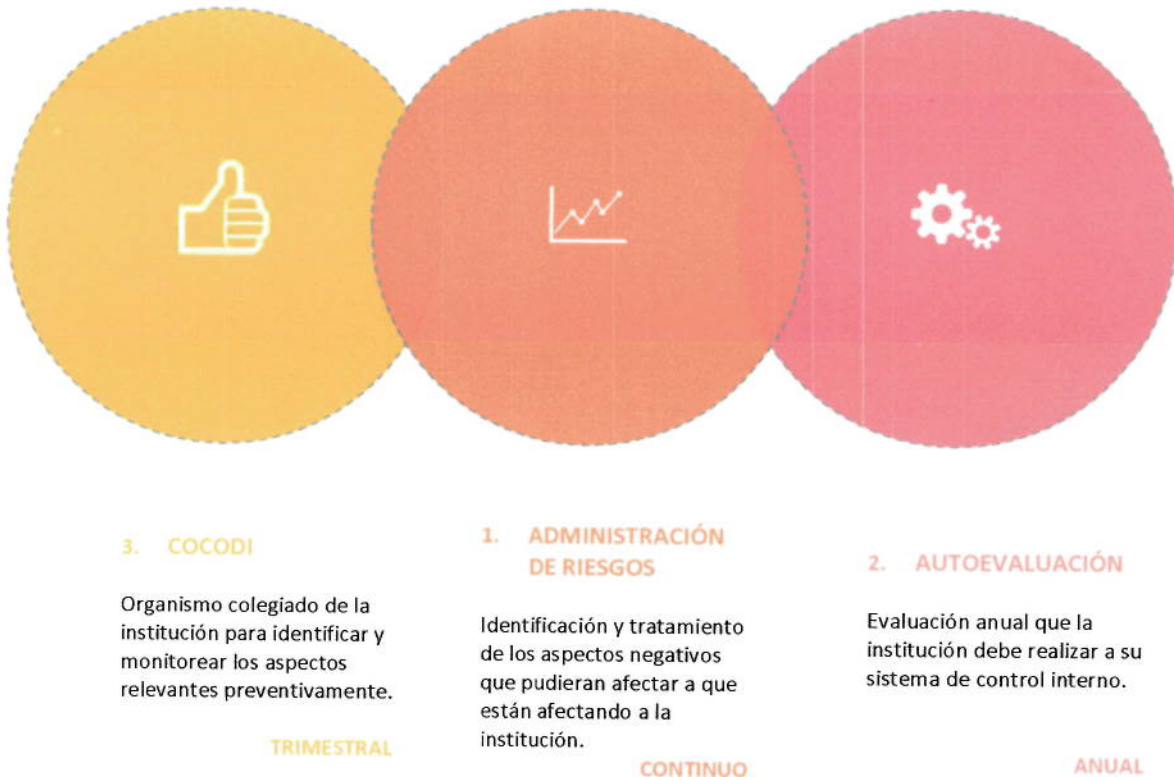 3. COCODI
Organismo colegiado de la
institución para identificar y
monitorear los aspectos
relevantes preventivamente.
TRIMESTRAL
1. ADMINISTRACIÓN
DE RIESGOS
Identificación y tratamiento
de los aspectos negativos
que pudieran afectar a que
están afectando a la
institución.
CONTINUO
2. AUTOEVALUACIÓN
Evaluación anual que la
institución debe realizar a su
sistema de control interno.
ANUAL